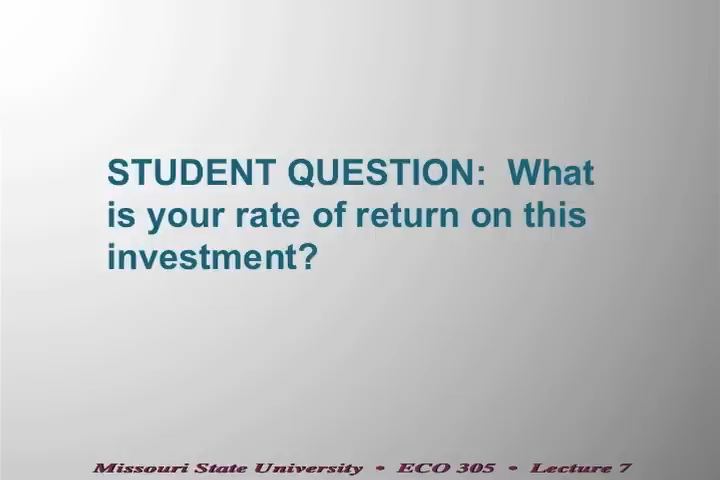 STUDENT QUESTION:  What
is your rate of return on this
investment?
Missouri State University • ECO 305 • Lecture 7